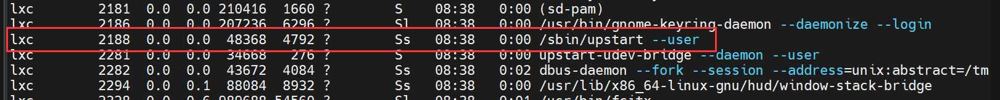 lxc 2181 0.0 0.0 210416 1660 ? S 08:38 0:00 (sd-pam)
lxc 2186 0.0 0.0 207236 6296 ? Sl 08:38 0:00 /usr/bin/gnome-keyring-daemon --daemonize --login
lxc 2188 0.0 0.0 48368 4792 ? Ss 08:38 0:00 /sbin/upstart --user
lxc 2281 0.0 0.0 34668 276 ? S 08:38 0:00 upstart-udev-bridge --daemon --user
lxc 2282 0.0 0.0 43672 4084 ? Ss 08:38 0:02 dbus-daemon --fork --session --address=unix:abstract=/tm
lxc 2294 0.0 0.1 88084 8932 ? Ss 08:38 0:00 /usr/lib/x86_64-linux-gnu/hud/window-stack-bridge
lxc 2328 0.0 0.6 989688 54560 ? Sl 08:38 0:01 /usr/bin/fcitx